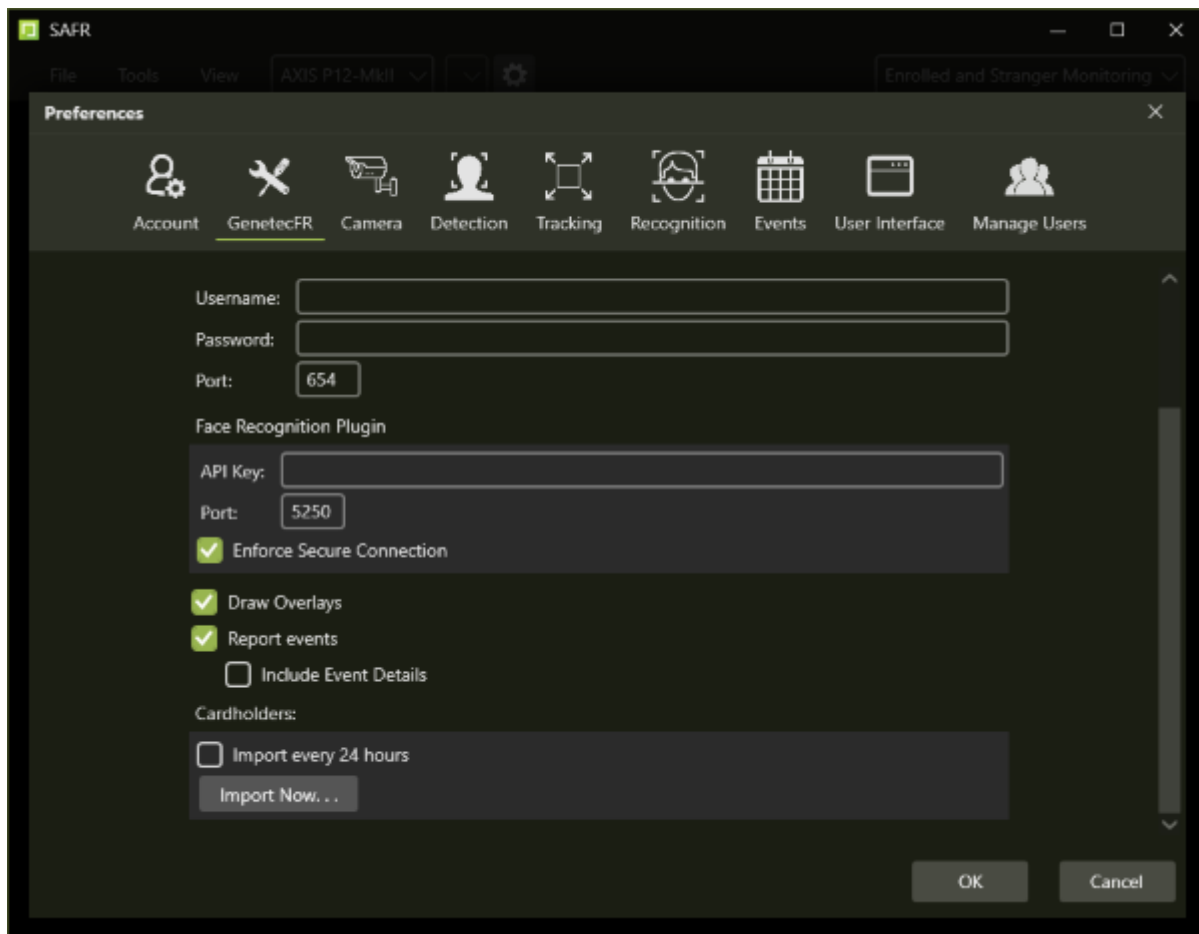 SAFR
File Tools View AXIS P12-MkII Enrolled and Stranger Monitoring
Preferences
Account GenetecFR Camera Detection Tracking Recognition Events User Interface Manage Users
Username:
Password:
Port: 654
Face Recognition Plugin
API Key:
Port: 5250
Enforce Secure Connection
Draw Overlays
Report events
Include Event Details
Cardholders:
Import every 24 hours
Import Now. . .
OK Cancel